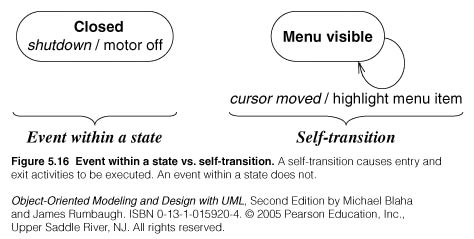 Closed
shutdown / motor off
Menu visible
cursor moved / highlight menu item
Event within a state
Self-transition
Figure 5.16 Event within a state vs. self-transition. A self-transition causes entry and
exit activities to be executed. An event within a state does not.
Object-Oriented Modeling and Design with UML, Second Edition by Michael Blaha
and James Rumbaugh. ISBN 0-13-1-015920-4. © 2005 Pearson Education, Inc.,
Upper Saddle River, NJ. All rights reserved.